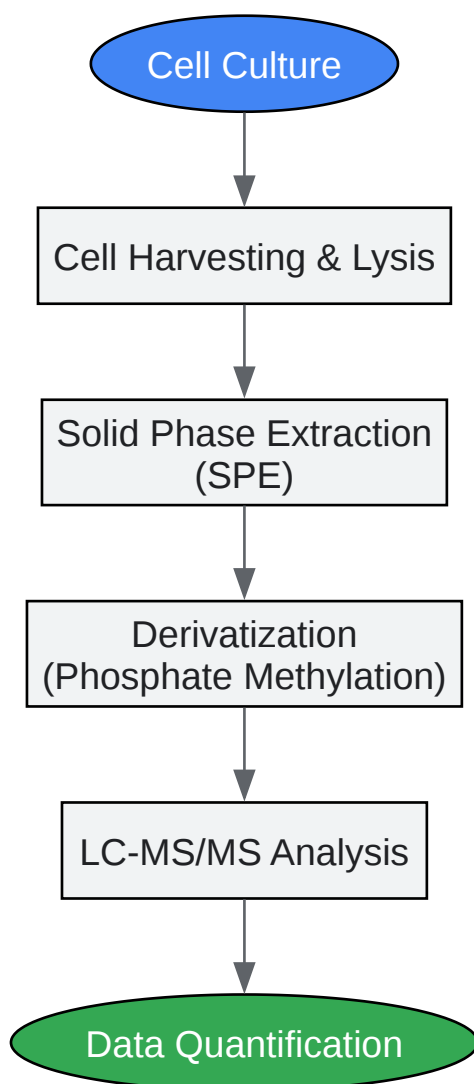 Cell Culture
Cell Harvesting & Lysis
Solid Phase Extraction
(SPE)
Derivatization
(Phosphate Methylation)
LC-MS/MS Analysis
Data Quantification